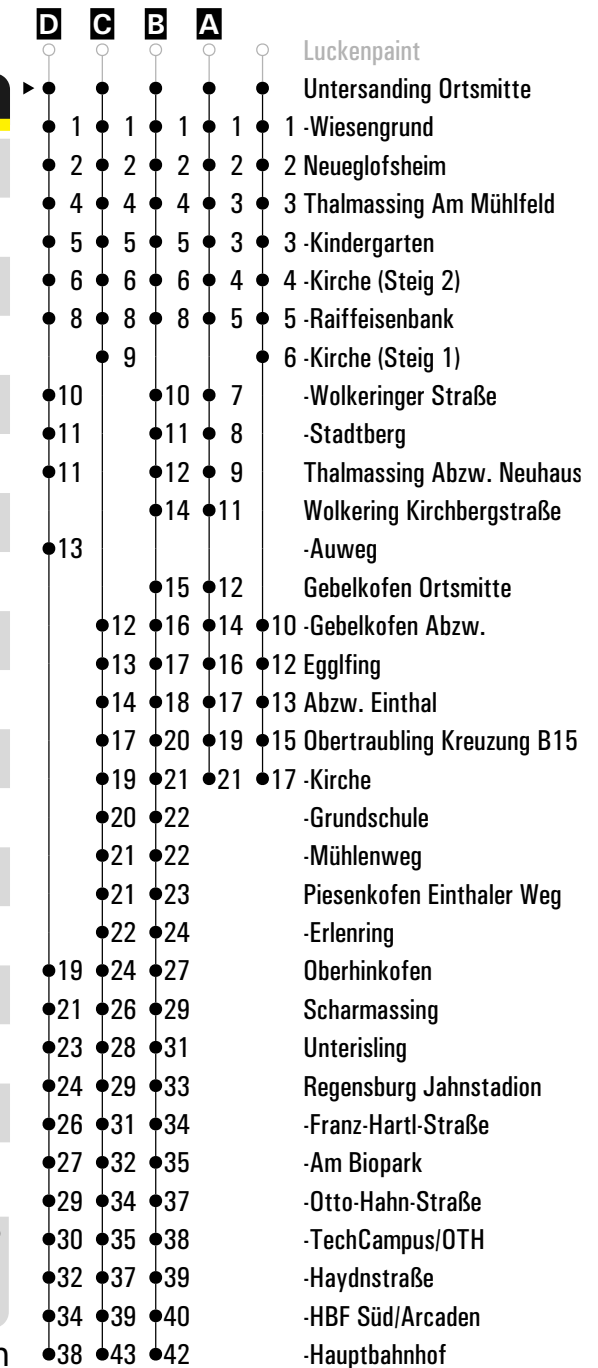 D C B A
Luckenpaint
Untersanding Ortsmitte
1 1 1 1 1 -Wiesengrund
2 2 2 2 2 Neueglofsheim
4 4 4 3 3 Thalmassing Am Mühlfeld
5 5 5 3 3 -Kindergarten
6 6 6 4 4 -Kirche (Steig 2)
8 8 8 5 5 -Raiffeisenbank
9 6 -Kirche (Steig 1)
10 10 7 -Wolkeringer Straße
11 11 8 -Stadtberg
11 12 9 Thalmassing Abzw. Neuhaus
14 11 Wolkering Kirchbergstraße
13 -Auweg
15 12 Gebelkofen Ortsmitte
12 16 14 10 -Gebelkofen Abzw.
13 17 16 12 Egglfing
14 18 17 13 Abzw. Einthal
17 20 19 15 Obertraubling Kreuzung B15
19 21 21 17 -Kirche
20 22 -Grundschule
21 22 -Mühlenweg
21 23 Piesenkofen Einthaler Weg
22 24 -Erlenring
19 24 27 Oberhinkofen
21 26 29 Scharmassing
23 28 31 Unterisling
24 29 33 Regensburg Jahnstadion
26 31 34 -Franz-Hartl-Straße
27 32 35 -Am Biopark
29 34 37 -Otto-Hahn-Straße
30 35 38 -TechCampus/OTH
32 37 39 -Haydnstraße
34 39 40 -HBF Süd/Arcaden
38 43 42 -Hauptbahnhof